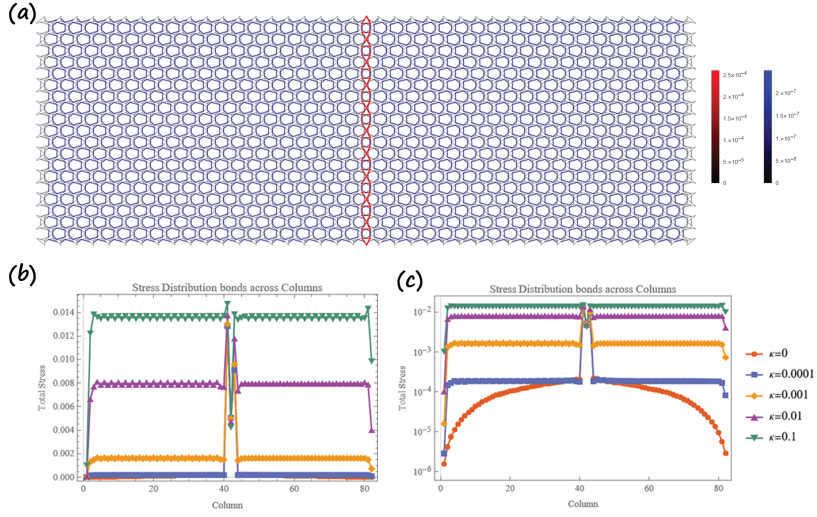 (a)
2.5×10⁻⁴
2.×10⁻⁴
1.5×10⁻⁴
1.×10⁻⁴
5.×10⁻⁵
0
2.×10⁻⁷
1.×10⁻⁷
5.×10⁻⁸
0
(b)
Stress Distribution bonds across Columns
Total Stress
0.014
0.012
0.010
0.008
0.006
0.004
0.002
0.000
0
20
40
60
80
Column
(c)
Stress Distribution bonds across Columns
Total Stress
10⁻²
10⁻³
10⁻⁴
10⁻⁵
10⁻⁶
0
20
40
60
80
Column
κ=0
κ=0.0001
κ=0.001
κ=0.01
κ=0.1